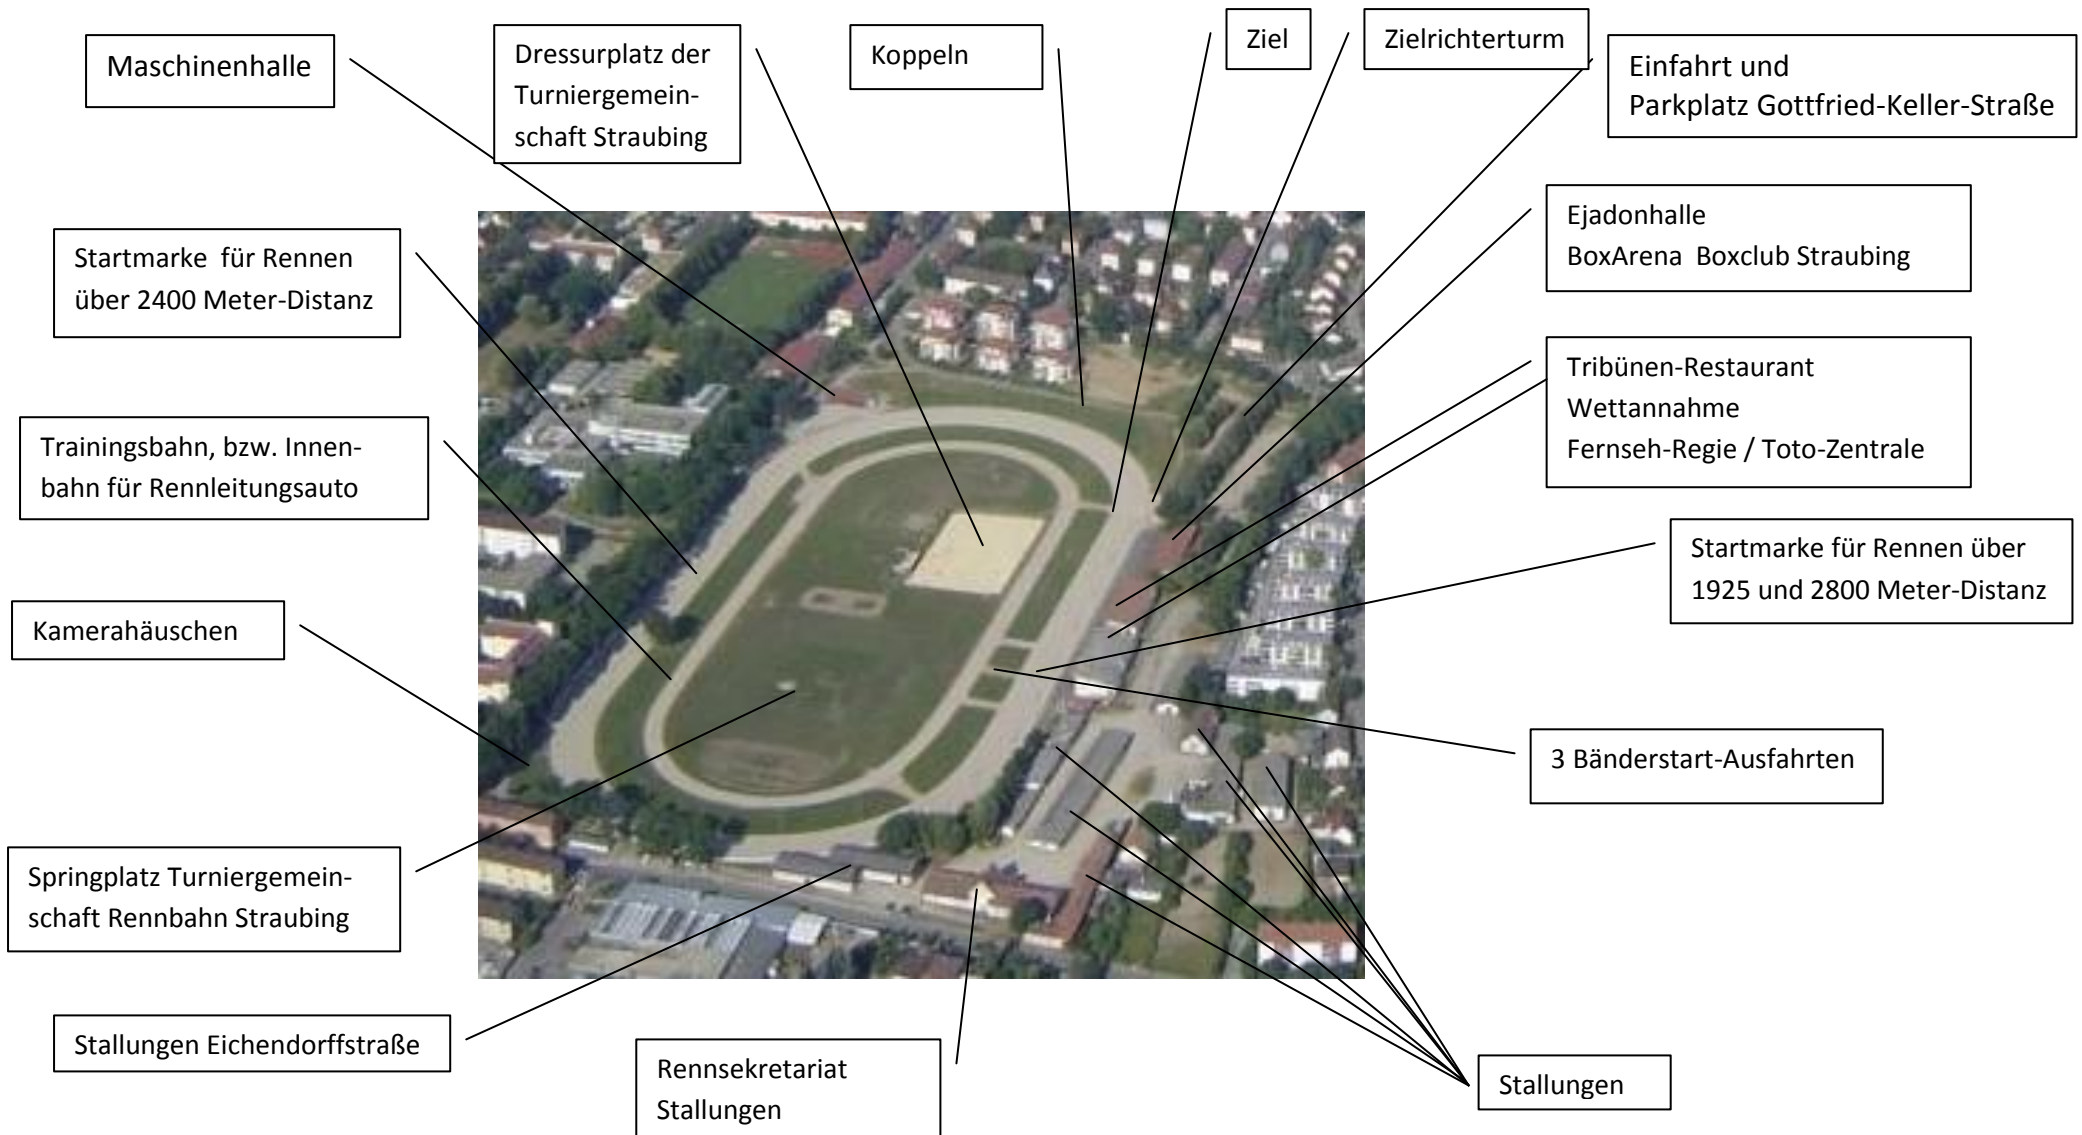 Maschinenhalle
Dressurplatz der
Turniergemein-
schaft Straubing
Koppeln
Ziel
Zielrichterturm
Einfahrt und
Parkplatz Gottfried-Keller-Straße
Startmarke für Rennen
über 2400 Meter-Distanz
Ejadonhalle
BoxArena Boxclub Straubing
Tribünen-Restaurant
Wettannahme
Fernseh-Regie / Toto-Zentrale
Trainingsbahn, bzw. Innen-
bahn für Rennleitungsauto
Startmarke für Rennen über
1925 und 2800 Meter-Distanz
Kamerahäuschen
3 Bänderstart-Ausfahrten
Springplatz Turniergemein-
schaft Rennbahn Straubing
Stallungen Eichendorffstraße
Rennsekretariat
Stallungen
Stallungen